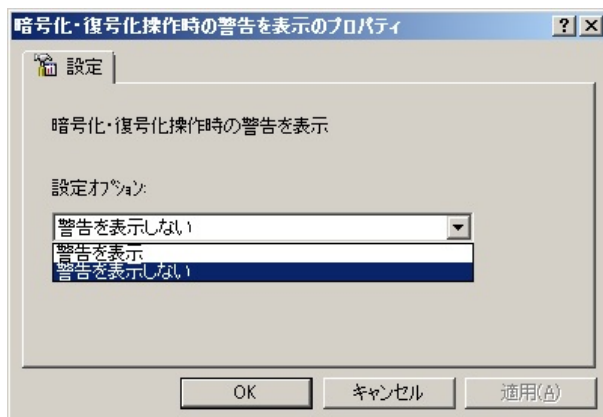 暗号化・復号化操作時の警告を表示のプロパティ
設定
暗号化・復号化操作時の警告を表示
設定オプション:
警告を表示しない
警告を表示
警告を表示しない
OK
キャンセル
適用(A)